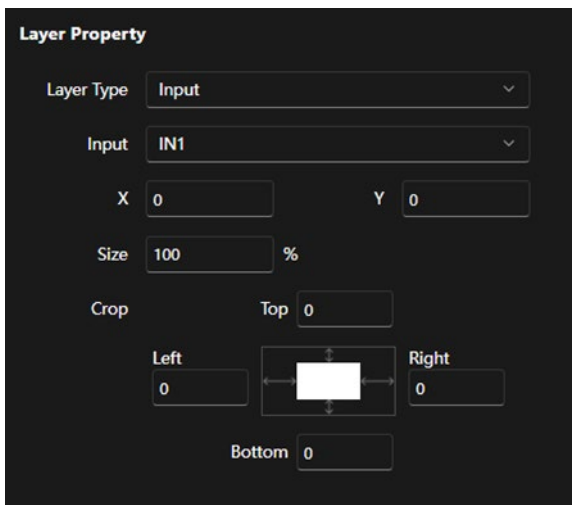 Layer Property
Layer Type Input
Input IN1
X 0 Y 0
Size 100 %
Crop Top 0
Left Right
0 0
Bottom 0